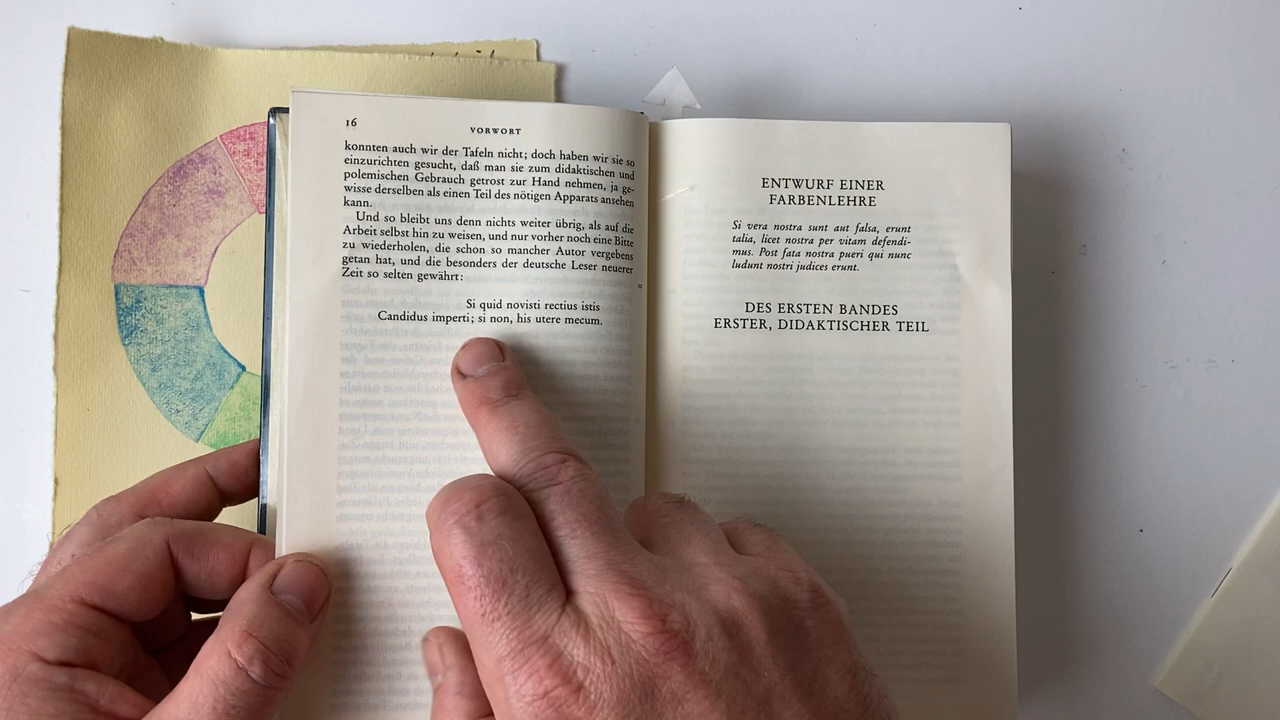 16
VORWORT
konnten auch wir der Tafeln nicht; doch haben wir sie so
einzurichten gesucht, daß man sie zum didaktischen und
polemischen Gebrauch getrost zur Hand nehmen, ja ge-
wisse derselben als einen Teil des nötigen Apparats ansehen
kann.
Und so bleibt uns denn nichts weiter übrig, als auf die
Arbeit selbst hin zu weisen, und nur vorher noch eine Bitte
zu wiederholen, die schon so mancher Autor vergebens
getan hat, und die besonders der deutsche Leser neuerer
Zeit so selten gewährt:
Si quid novisti rectius istis
Candidus imperti; si non, his utere mecum.
ENTWURF EINER
FARBENLEHRE
Si vera nostra sunt aut falsa, erunt
talia, licet nostra per vitam defendi-
mus. Post fata nostra pueri qui nunc
ludunt nostri judices erunt.
DES ERSTEN BANDES
ERSTER, DIDAKTISCHER TEIL